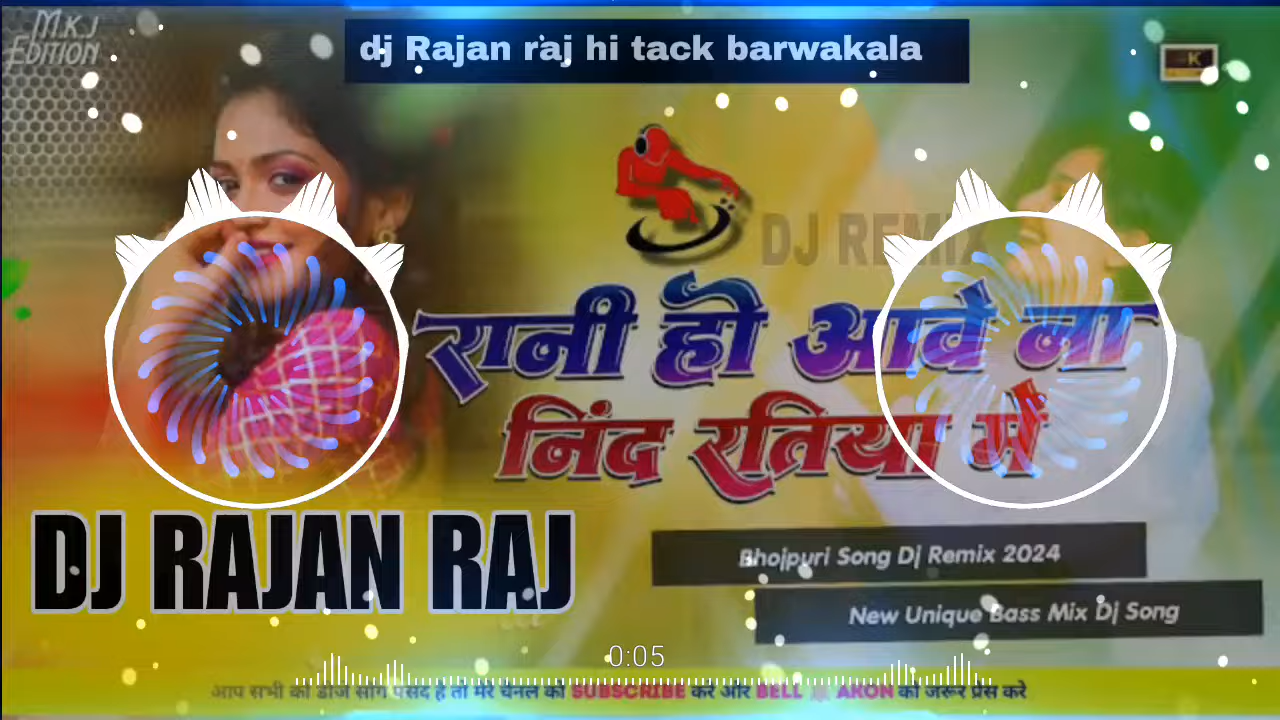 M.K.J
EDITION
dj Rajan raj hi tack barwakala
K
DJ REMIX
रानी हो आवे ना
निंद रतिया मे
DJ RAJAN RAJ
Bhojpuri Song Dj Remix 2024
New Unique Bass Mix Dj Song
0:05
आप सभी को डीजे सोंग पसंद है तो मेरे चैनल को SUBSCRIBE करे और BELL AKON को जरूर प्रेस करे